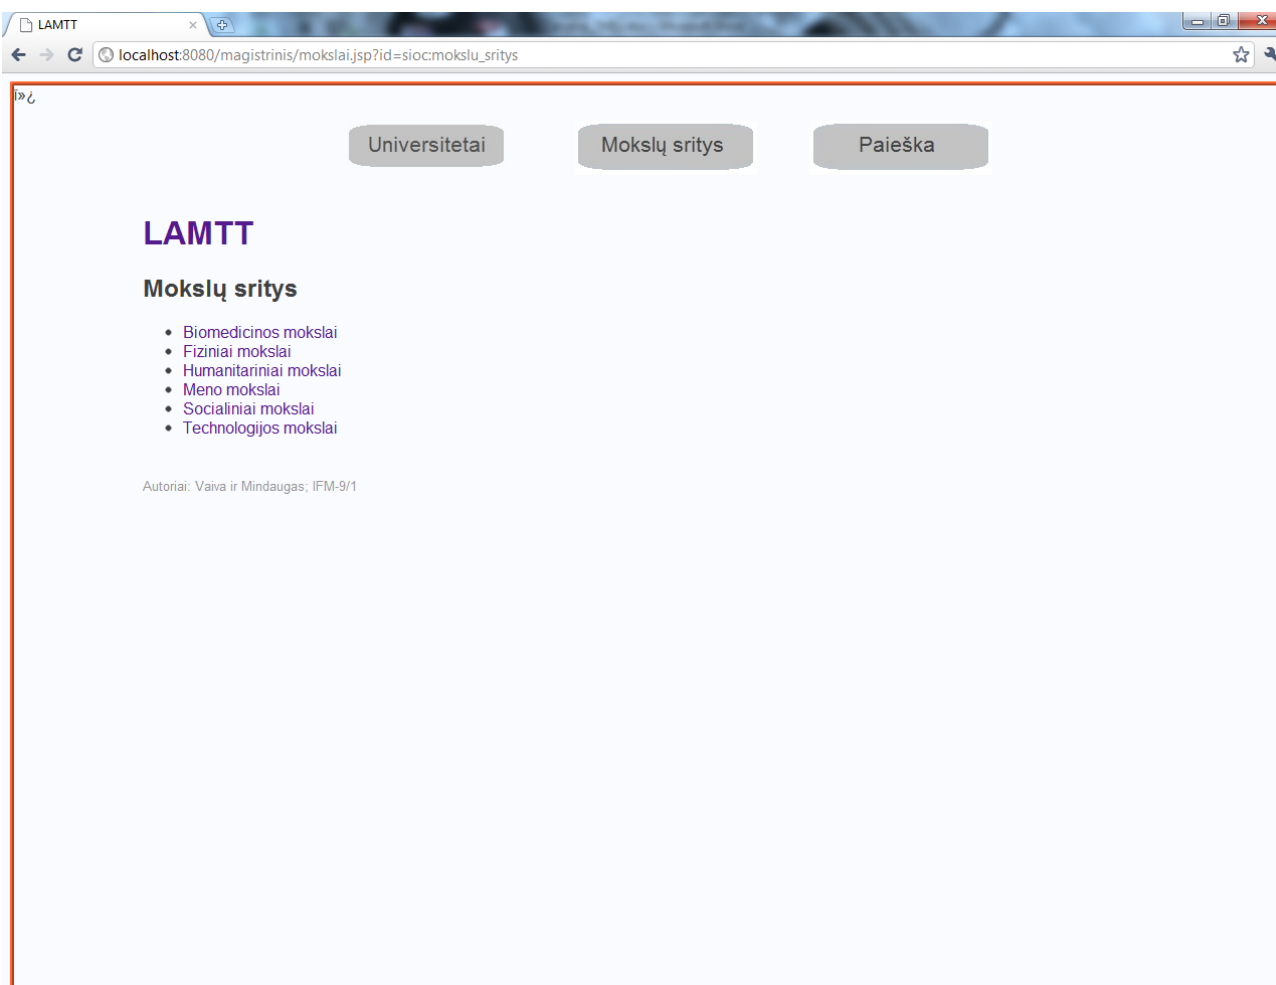 LAMTT
localhost:8080/magistrinis/mokslai.jsp?id=sioc:mokslu_sritys
ï»¿
Universitetai Mokslų sritys Paieška
LAMTT
Mokslų sritys
Biomedicinos mokslai
Fiziniai mokslai
Humanitariniai mokslai
Meno mokslai
Socialiniai mokslai
Technologijos mokslai
Autoriai: Vaiva ir Mindaugas; IFM-9/1